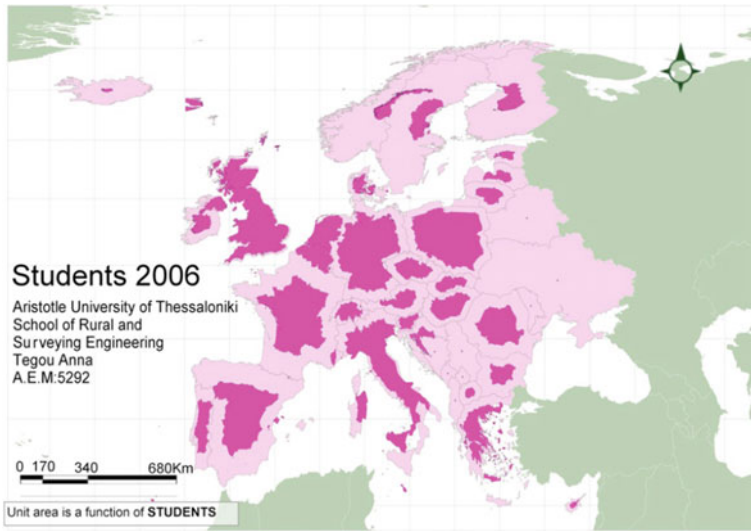 Students 2006
Aristotle University of Thessaloniki
School of Rural and
Surveying Engineering
Tegou Anna
A.E.M:5292
0 170 340 680Km
Unit area is a function of STUDENTS